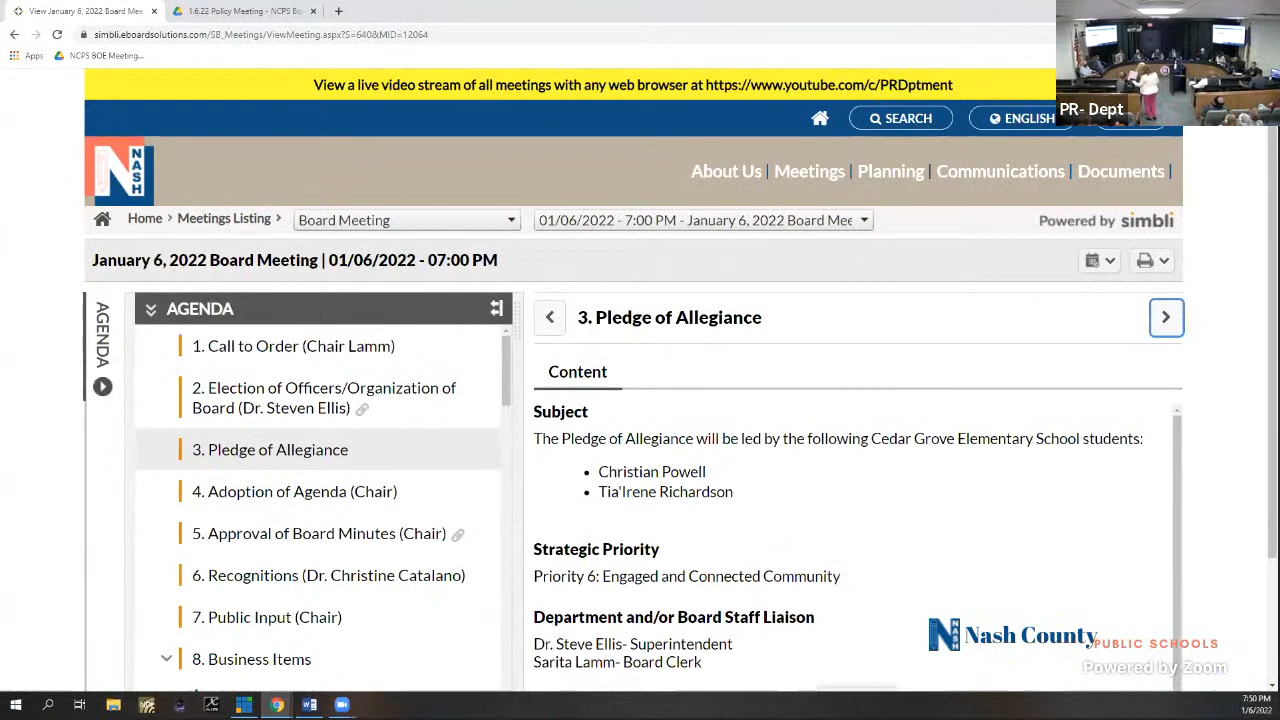 View January 6, 2022 Board Mee
1.6.22 Policy Meeting - NCPS Bo
simbli.eboardsolutions.com/SB_Meetings/ViewMeeting.aspx?S=6408&MID=12064
Apps
NCPS BOE Meeting...
PR- Dept
View a live video stream of all meetings with any web browser at https://www.youtube.com/c/PRDptment
SEARCH
ENGLISH
N NASH
About Us | Meetings | Planning | Communications | Documents |
Home > Meetings Listing > Board Meeting 01/06/2022 - 7:00 PM - January 6, 2022 Board Mee Powered by simbli
January 6, 2022 Board Meeting | 01/06/2022 - 07:00 PM
AGENDA
AGENDA
1. Call to Order (Chair Lamm)
2. Election of Officers/Organization of
Board (Dr. Steven Ellis)
3. Pledge of Allegiance
4. Adoption of Agenda (Chair)
5. Approval of Board Minutes (Chair)
6. Recognitions (Dr. Christine Catalano)
7. Public Input (Chair)
8. Business Items
3. Pledge of Allegiance
Content
Subject
The Pledge of Allegiance will be led by the following Cedar Grove Elementary School students:
• Christian Powell
• Tia'Irene Richardson
Strategic Priority
Priority 6: Engaged and Connected Community
Department and/or Board Staff Liaison
Dr. Steve Ellis- Superintendent
Sarita Lamm- Board Clerk
N NASH Nash County PUBLIC SCHOOLS
Powered by Zoom
7:50 PM
1/6/2022